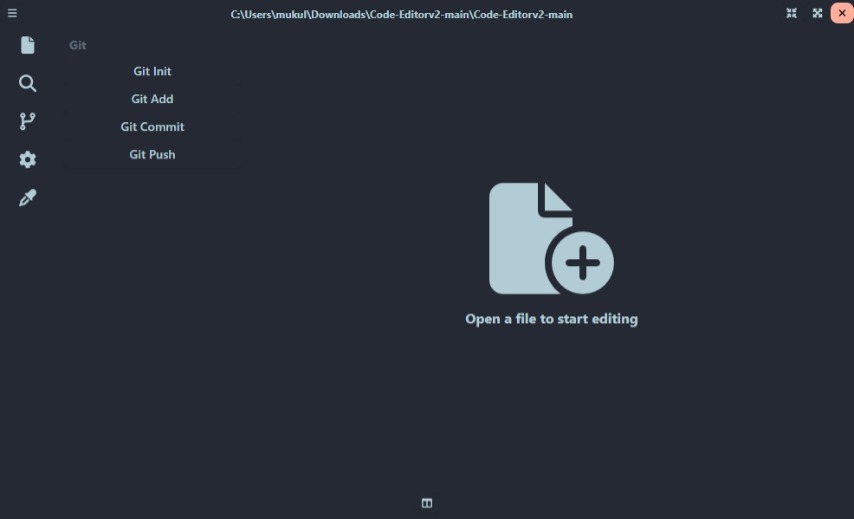 C:\Users\mukul\Downloads\Code-Editorv2-main\Code-Editorv2-main
Git
Git Init
Git Add
Git Commit
Git Push
Open a file to start editing